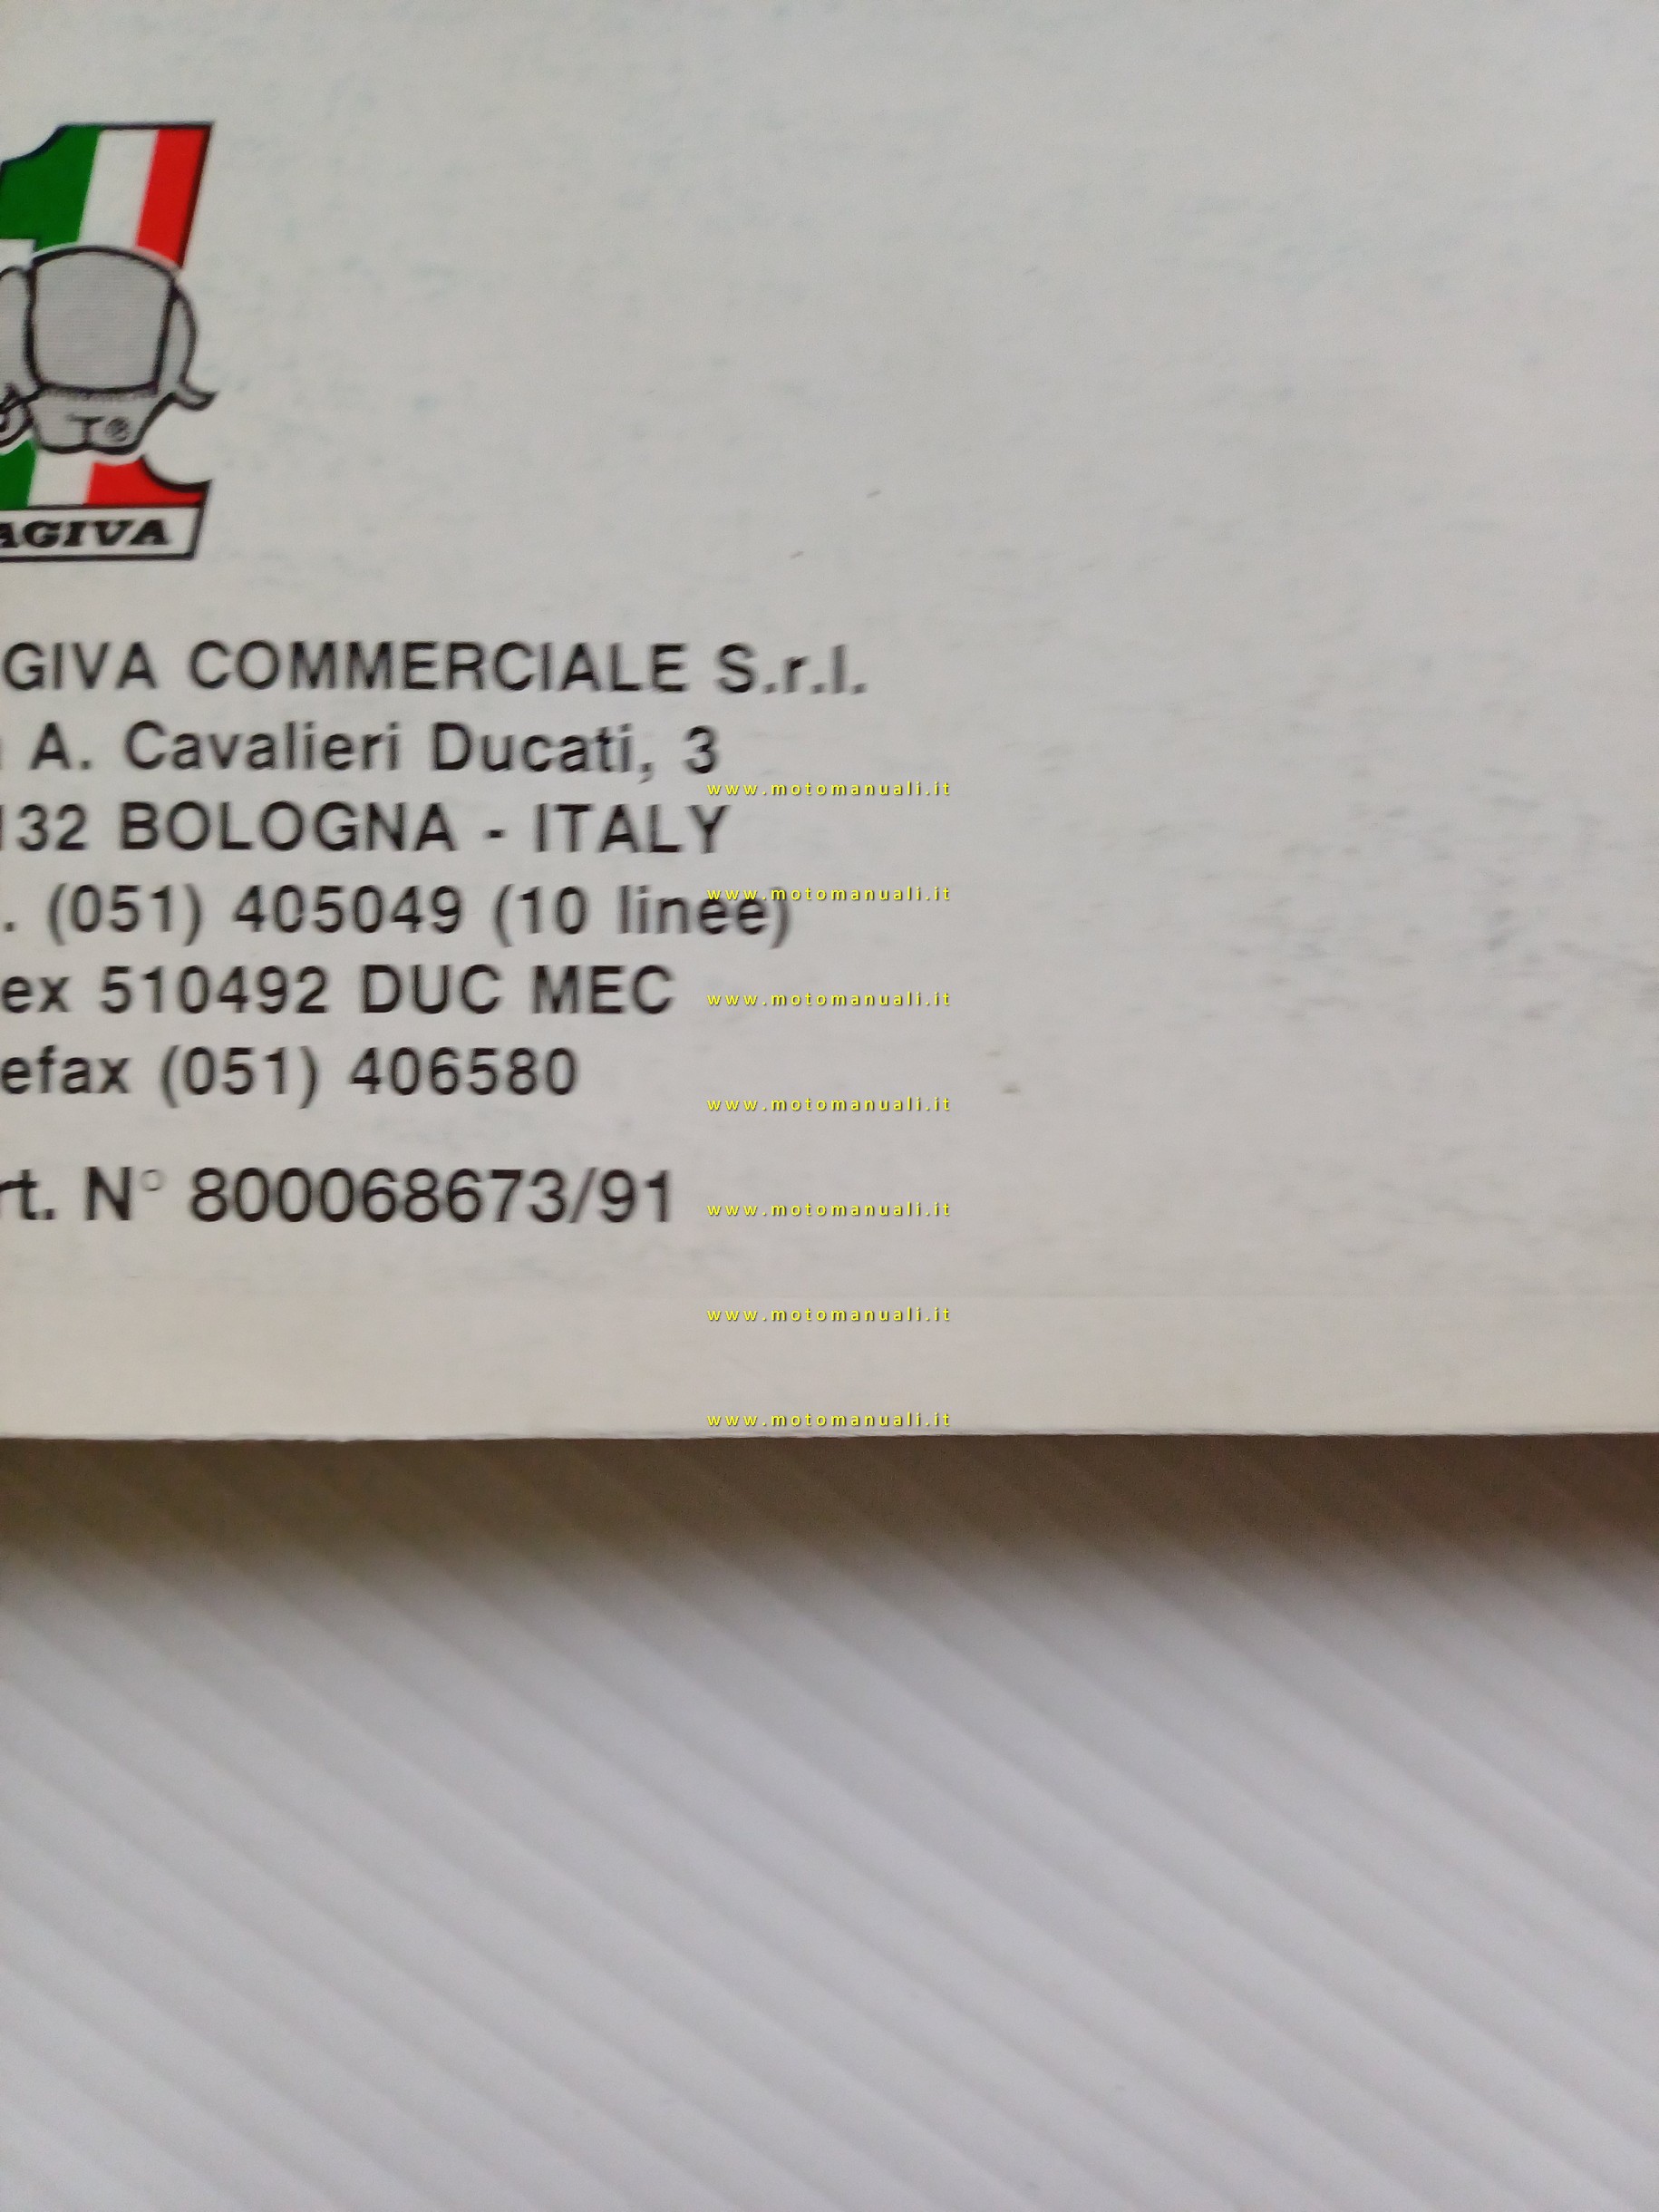 T®
AGIVA
GIVA COMMERCIALE S.r.l.
A. Cavalieri Ducati, 3
www.motomanuali.it
132 BOLOGNA - ITALY
. (051) 405049 (10 linee)
www.motomanuali.it
ex 510492 DUC MEC
www.motomanuali.it
efax (051) 406580
www.motomanuali.it
rt. N° 800068673/91
www.motomanuali.it
www.motomanuali.it
www.motomanuali.it